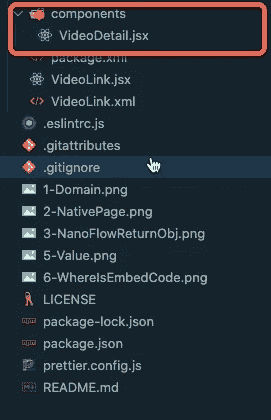 components
VideoDetail.jsx
package.xml
VideoLink.jsx
VideoLink.xml
.eslintrc.js
.gitattributes
.gitignore
1-Domain.png
2-NativePage.png
3-NanoFlowReturnObj.png
5-Value.png
6-WhereIsEmbedCode.png
LICENSE
package-lock.json
package.json
prettier.config.js
README.md